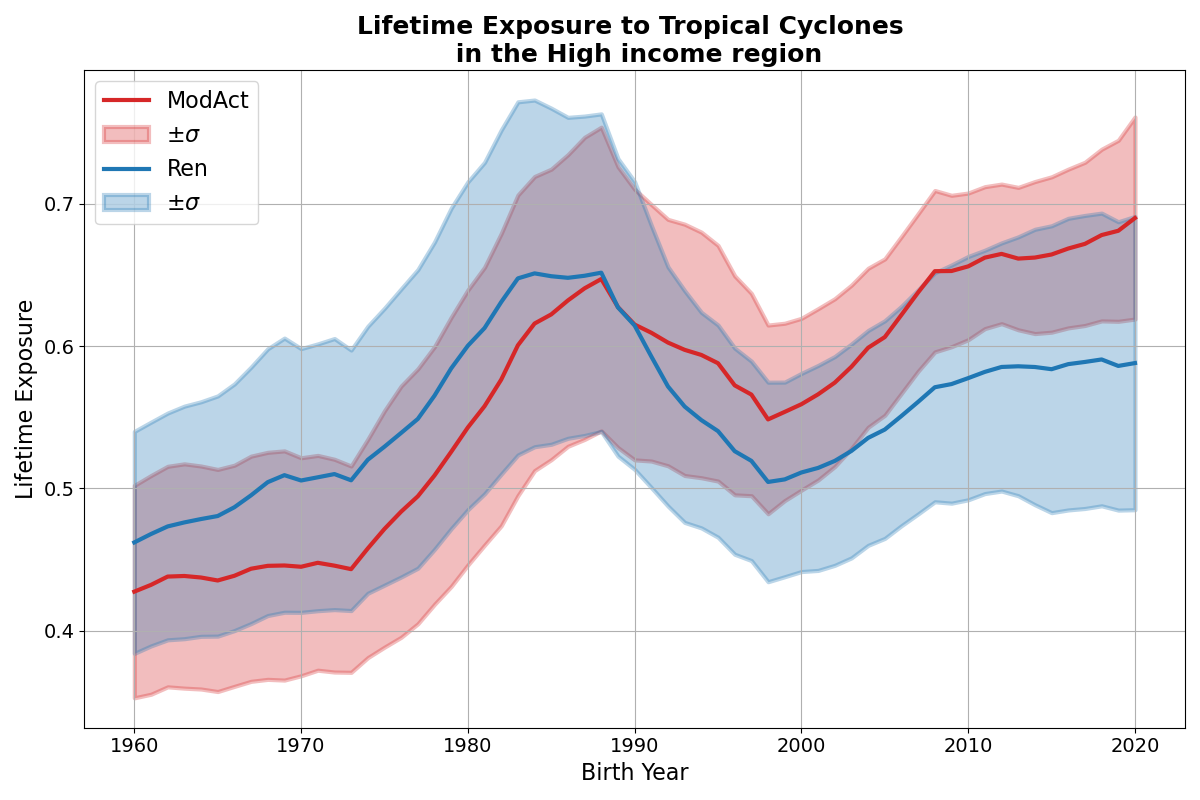 Lifetime Exposure to Tropical Cyclones
in the High income region
ModAct
±σ
Ren
±σ
Lifetime Exposure
0.7
0.6
0.5
0.4
1960 1970 1980 1990 2000 2010 2020
Birth Year